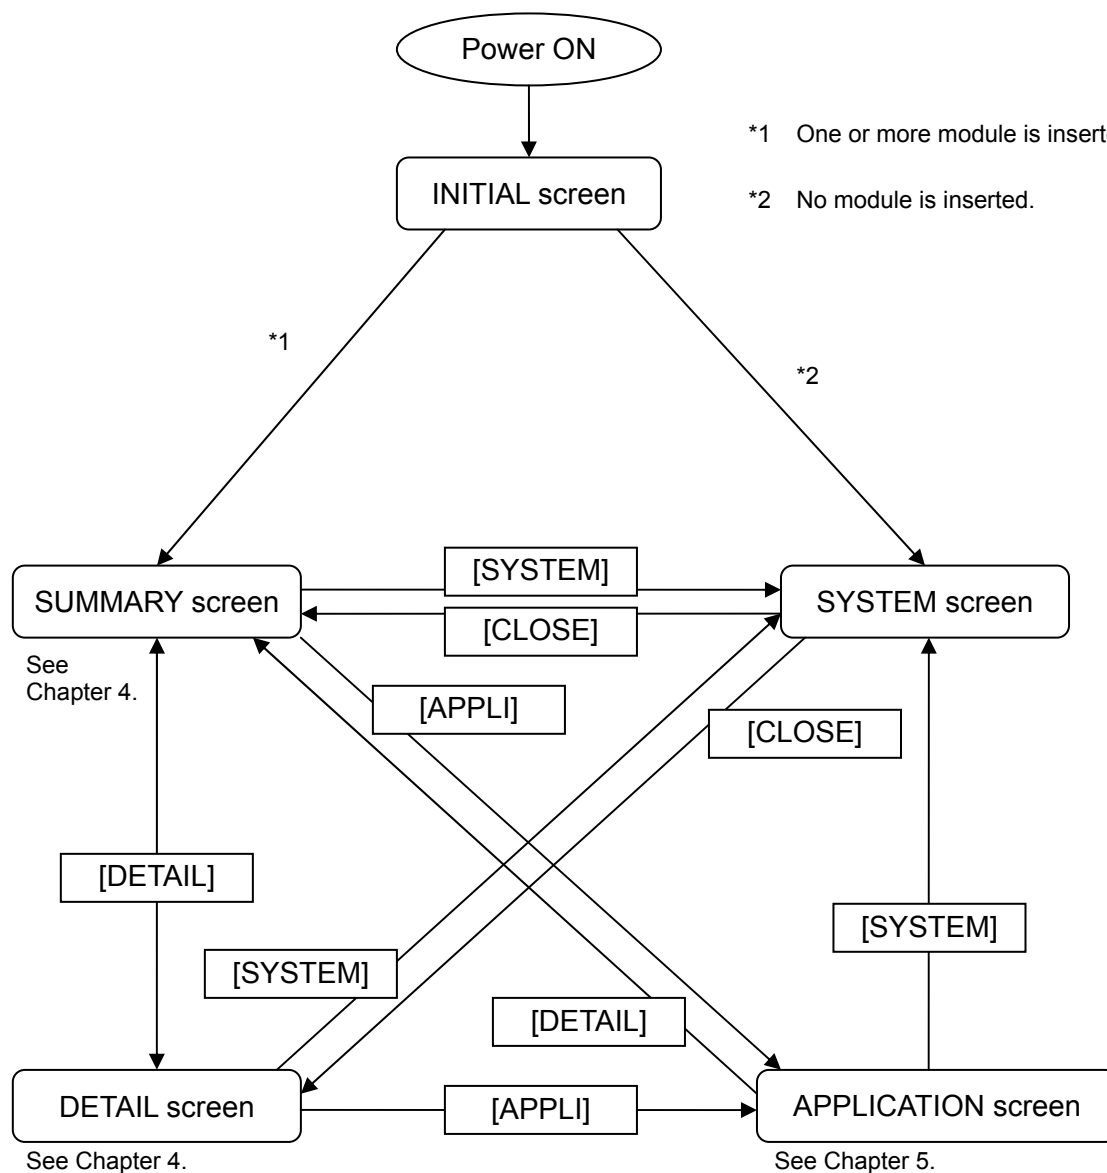 Power ON
*1 One or more module is insert
INITIAL screen
*2 No module is inserted.
*1
*2
SUMMARY screen
[SYSTEM]
SYSTEM screen
[CLOSE]
See
Chapter 4.
[APPLI]
[CLOSE]
[DETAIL]
[SYSTEM]
[SYSTEM]
[DETAIL]
DETAIL screen
[APPLI]
APPLICATION screen
See Chapter 4.
See Chapter 5.